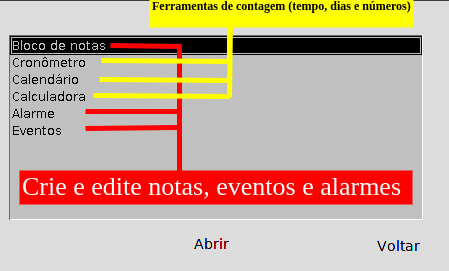 Ferramentas de contagem (tempo, dias e números)
Bloco de notas
Cronômetro
Calendário
Calculadora
Alarme
Eventos
Crie e edite notas, eventos e alarmes
Abrir
Voltar